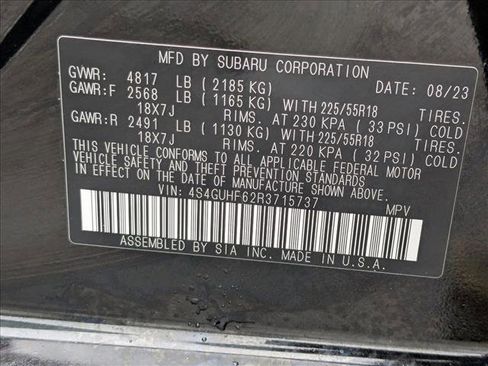 MFD. BY SUBARU CORPORATION
GVWR: 4817 LB ( 2185 KG) DATE: 08/23
GAWR:F 2568 LB ( 1165 KG) WITH 225/55R18 TIRES.
18X7J RIMS. AT 230 KPA ( 33 PSI) COLD
GAWR:R 2491 LB ( 1130 KG) WITH 225/55R18 TIRES.
18X7J RIMS. AT 220 KPA ( 32 PSI) COLD
THIS VEHICLE CONFORMS TO ALL APPLICABLE FEDERAL MOTOR
VEHICLE SAFETY AND THEFT PREVENTION STANDARDS
IN EFFECT ON THE DATE OF MANUFACTURE SHOWN ABOVE.
VIN: 4S4GUHF62R3715737 MPV
ASSEMBLED BY SIA INC. MADE IN U.S.A.